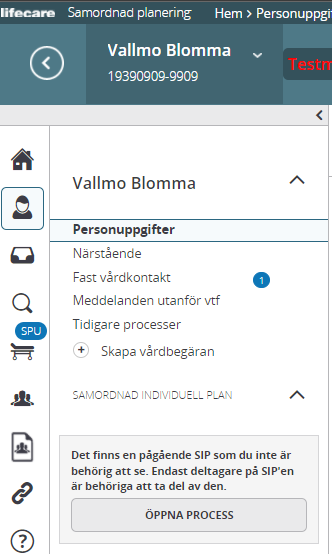 lifecare Samordnad planering Hem > Personuppgif
Vallmo Blomma
19390909-9909
Testm
Vallmo Blomma
Personuppgifter
Närstående
Fast vårdkontakt 1
Meddelanden utanför vtf
Tidigare processer
SPU
Skapa vårdbegäran
SAMORDNAD INDIVIDUELL PLAN
Det finns en pågående SIP som du inte är
behörig att se. Endast deltagare på SIP'en
är behöriga att ta del av den.
ÖPPNA PROCESS